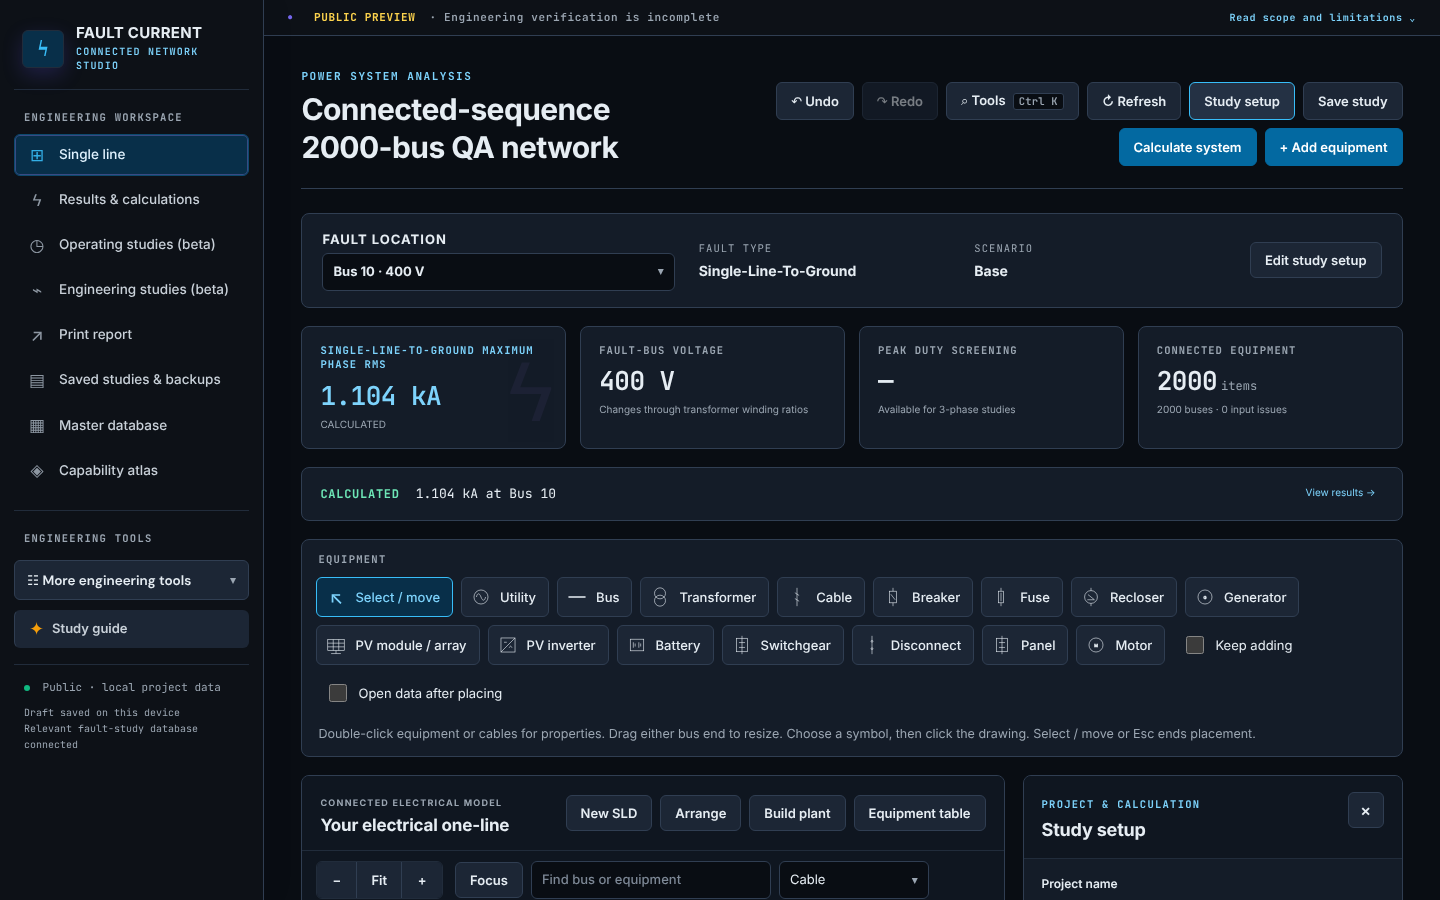 FAULT CURRENT
CONNECTED NETWORK
STUDIO
ENGINEERING WORKSPACE
Single line
Results & calculations
Operating studies (beta)
Engineering studies (beta)
Print report
Saved studies & backups
Master database
Capability atlas
ENGINEERING TOOLS
More engineering tools
Study guide
Public · local project data
Draft saved on this device
Relevant fault-study database
connected
PUBLIC PREVIEW · Engineering verification is incomplete
Read scope and limitations
POWER SYSTEM ANALYSIS
Connected-sequence
2000-bus QA network
↶ Undo
↷ Redo
Tools Ctrl K
↻ Refresh
Study setup
Save study
Calculate system
+ Add equipment
FAULT LOCATION
Bus 10 · 400 V
FAULT TYPE
Single-Line-To-Ground
SCENARIO
Base
Edit study setup
SINGLE-LINE-TO-GROUND MAXIMUM
PHASE RMS
1.104 kA
CALCULATED
FAULT-BUS VOLTAGE
400 V
Changes through transformer winding ratios
PEAK DUTY SCREENING
—
Available for 3-phase studies
CONNECTED EQUIPMENT
2000 items
2000 buses · 0 input issues
CALCULATED 1.104 kA at Bus 10
View results →
EQUIPMENT
Select / move
Utility
Bus
Transformer
Cable
Breaker
Fuse
Recloser
Generator
PV module / array
PV inverter
Battery
Switchgear
Disconnect
Panel
Motor
Keep adding
Open data after placing
Double-click equipment or cables for properties. Drag either bus end to resize. Choose a symbol, then click the drawing. Select / move or Esc ends placement.
CONNECTED ELECTRICAL MODEL
Your electrical one-line
New SLD
Arrange
Build plant
Equipment table
−
Fit
+
Focus
Find bus or equipment
Cable
PROJECT & CALCULATION
Study setup
×
Project name